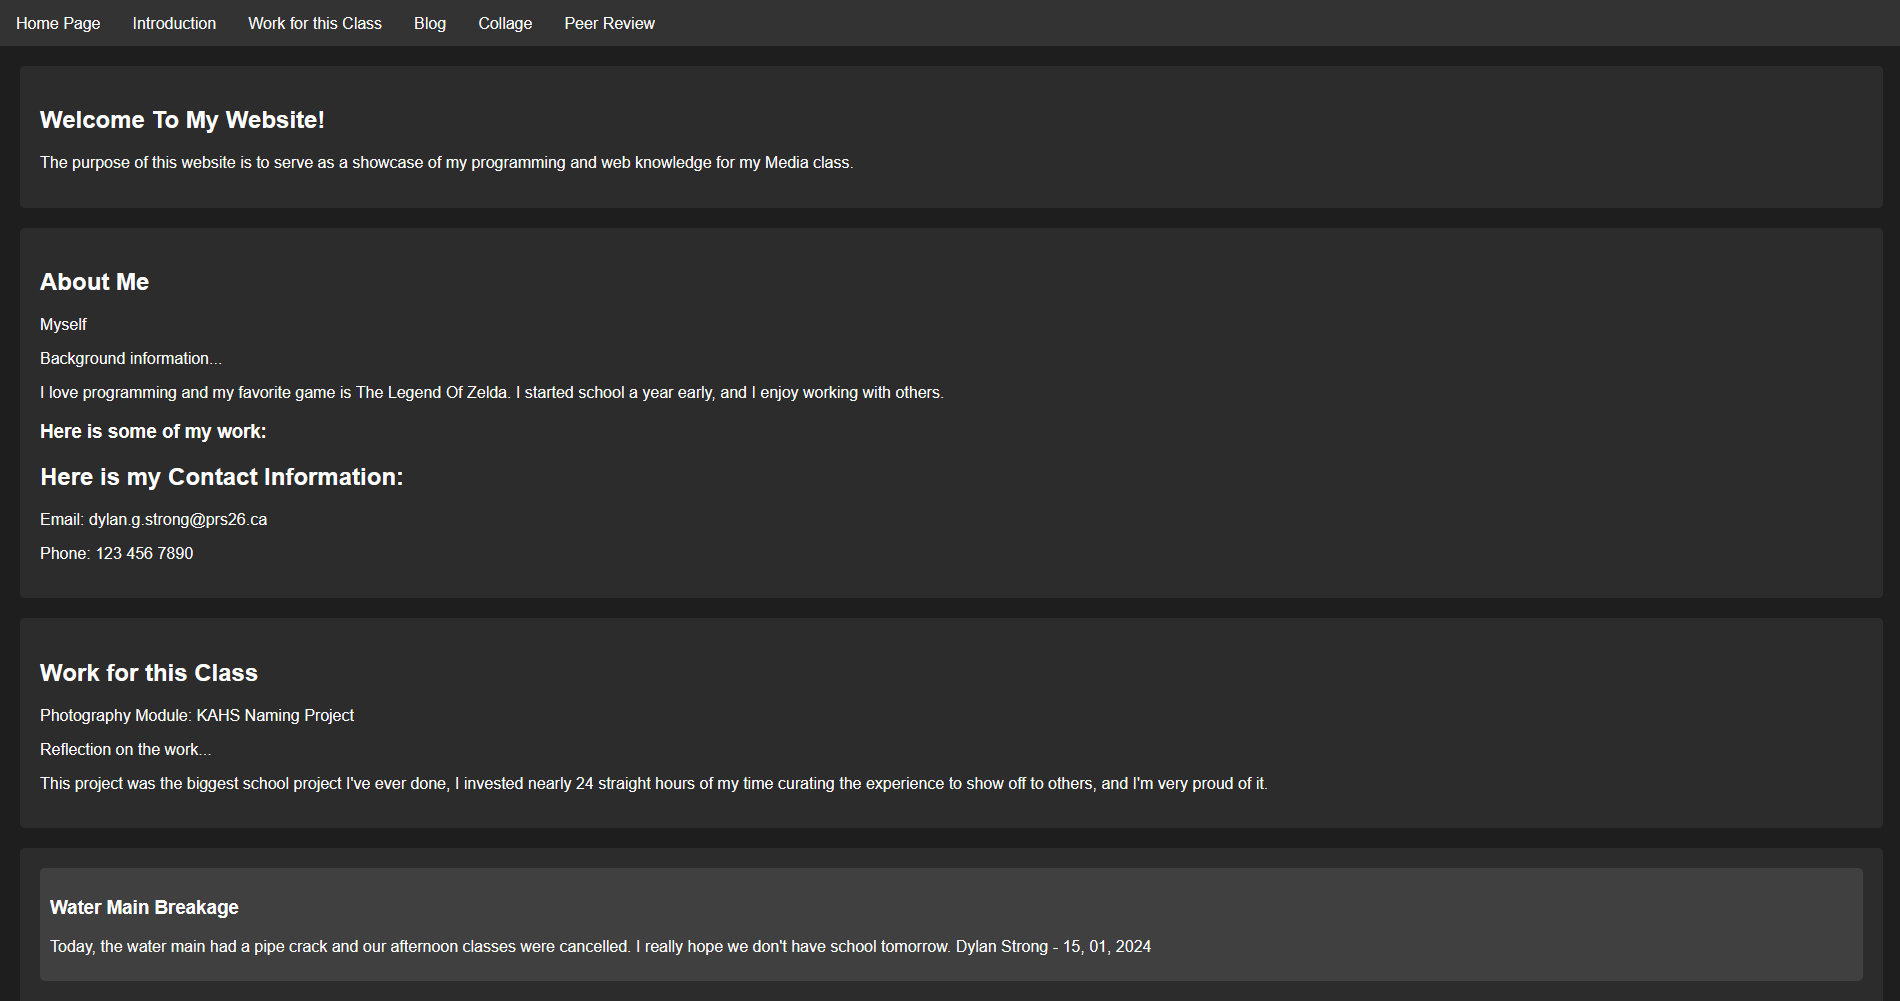 Home Page Introduction Work for this Class Blog Collage Peer Review
Welcome To My Website!
The purpose of this website is to serve as a showcase of my programming and web knowledge for my Media class.
About Me
Myself
Background information...
I love programming and my favorite game is The Legend Of Zelda. I started school a year early, and I enjoy working with others.
Here is some of my work:
Here is my Contact Information:
Email: dylan.g.strong@prs26.ca
Phone: 123 456 7890
Work for this Class
Photography Module: KAHS Naming Project
Reflection on the work...
This project was the biggest school project I've ever done, I invested nearly 24 straight hours of my time curating the experience to show off to others, and I'm very proud of it.
Water Main Breakage
Today, the water main had a pipe crack and our afternoon classes were cancelled. I really hope we don't have school tomorrow. Dylan Strong - 15, 01, 2024